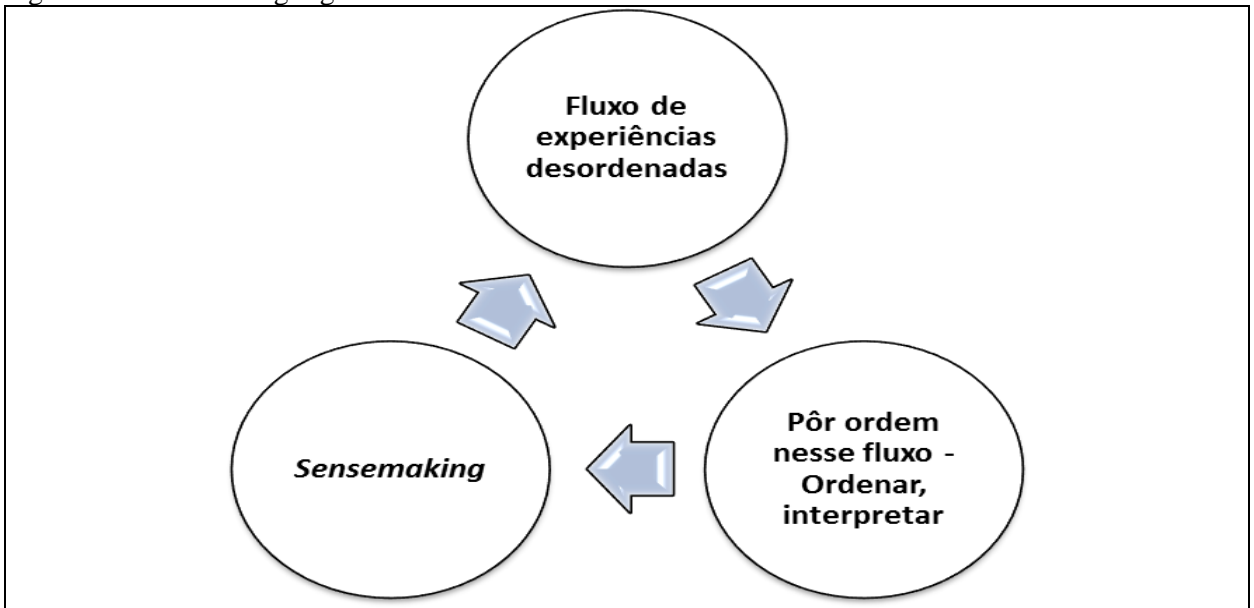 Fluxo de
experiências
desordenadas
Sensemaking
Pôr ordem
nesse fluxo -
Ordenar,
interpretar